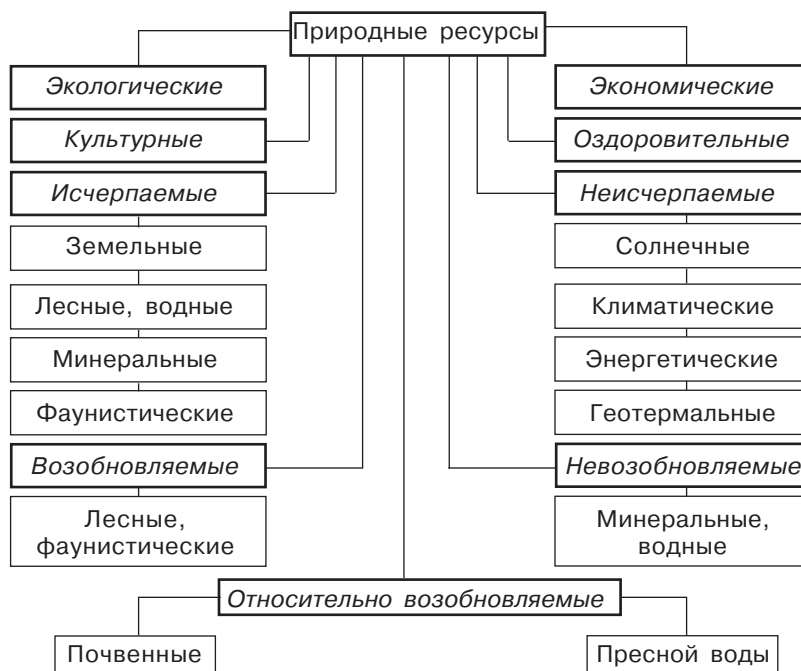 Природные ресурсы
Экологические
Экономические
Культурные
Оздоровительные
Исчерпаемые
Неисчерпаемые
Земельные
Солнечные
Лесные, водные
Климатические
Минеральные
Энергетические
Фаунистические
Геотермальные
Возобновляемые
Невозобновляемые
Лесные,
фаунистические
Минеральные,
водные
Относительно возобновляемые
Почвенные
Пресной воды